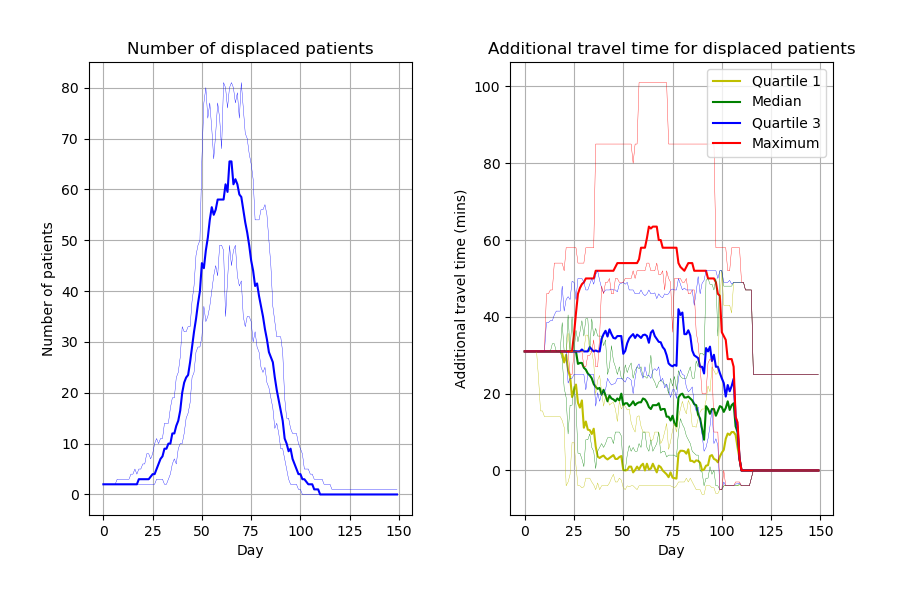 Number of displaced patients
Number of patients
80
70
60
50
40
30
20
10
0
0 25 50 75 100 125 150
Day
Additional travel time for displaced patients
Additional travel time (mins)
100
80
60
40
20
0
Quartile 1
Median
Quartile 3
Maximum
0 25 50 75 100 125 150
Day